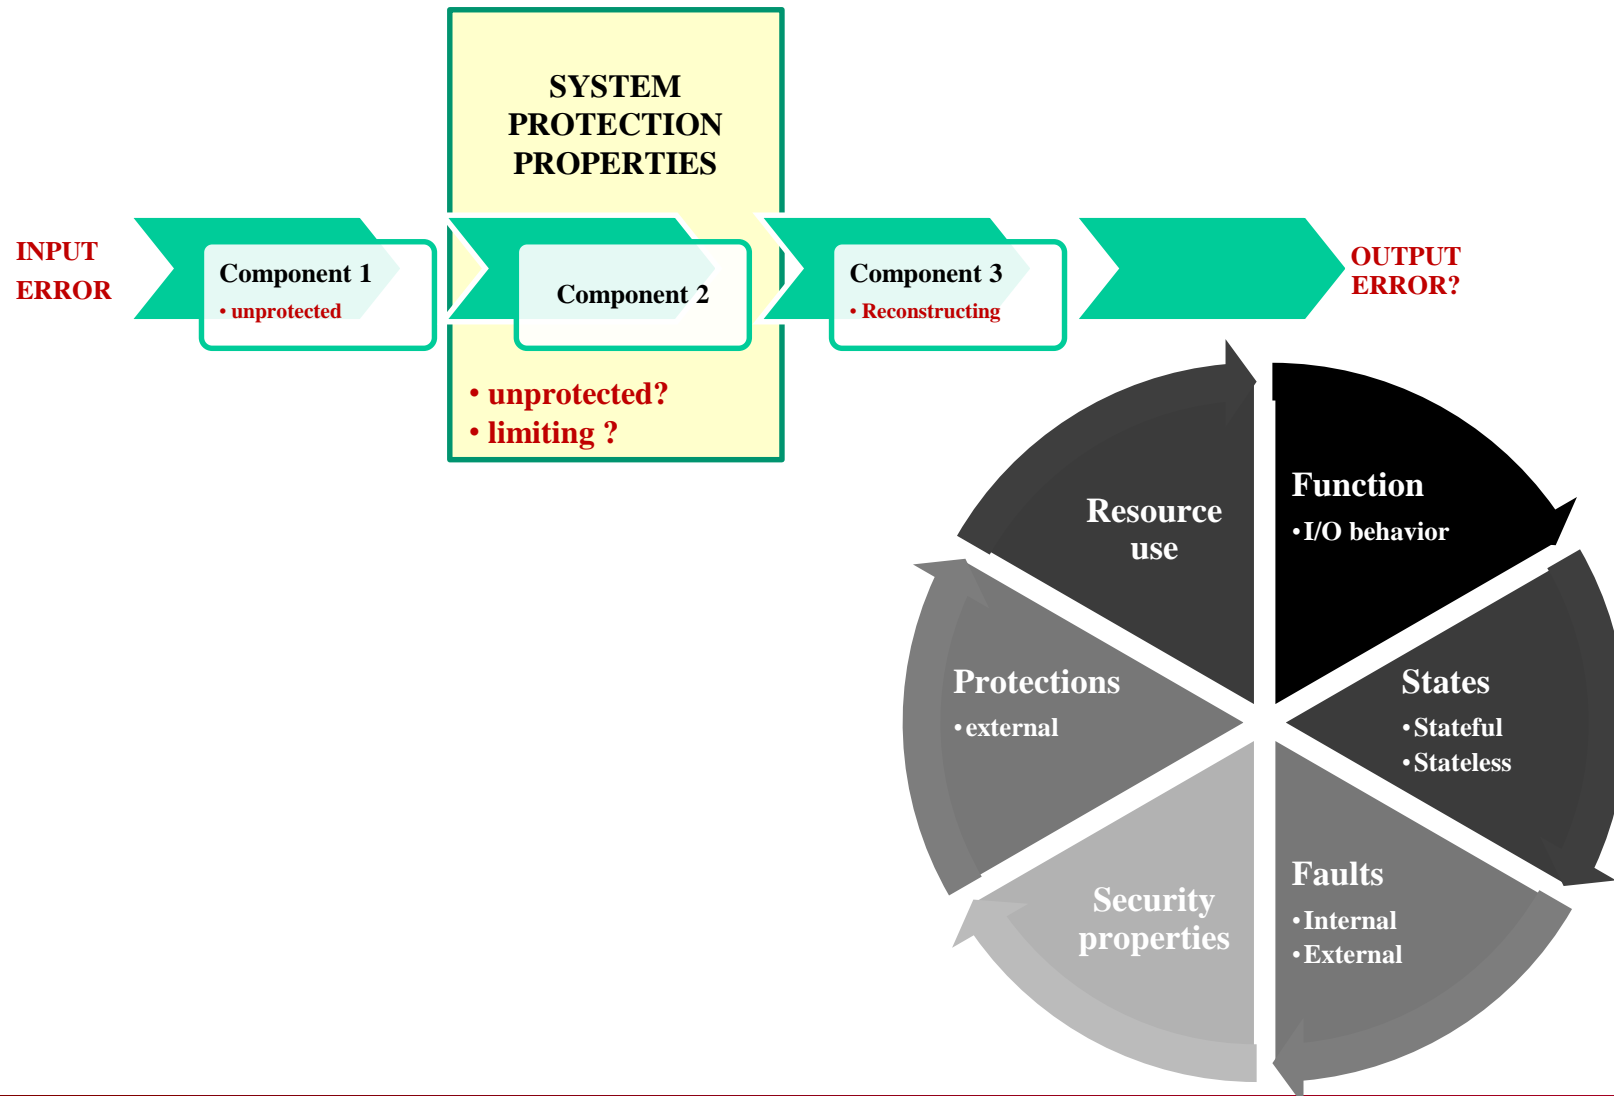 SYSTEM
PROTECTION
PROPERTIES
INPUT
ERROR
Component 1
• unprotected
Component 2
Component 3
• Reconstructing
OUTPUT
ERROR?
• unprotected?
• limiting ?
Function
• I/O behavior
States
• Stateful
• Stateless
Faults
• Internal
• External
Security
properties
Protections
• external
Resource
use